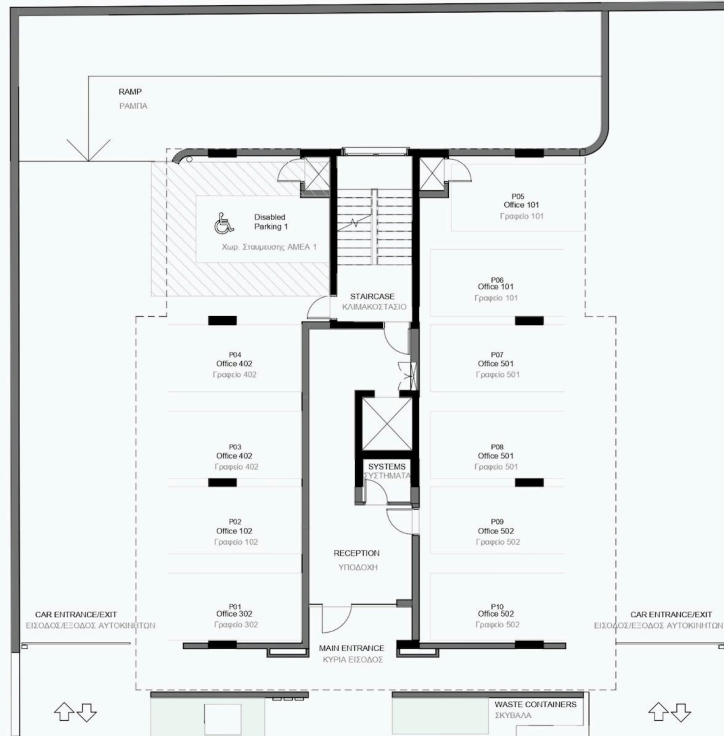 RAMP
ΡΑΜΠΑ
Disabled
Parking 1
Χωρ. Σταυμευσης ΑΜΕΑ 1
P05
Office 101
Γραφείο 101
P06
Office 101
Γραφείο 101
STAIRCASE
ΚΛΙΜΑΚΟΣΤΑΣΙΟ
P04
Office 402
Γραφείο 402
P07
Office 501
Γραφείο 501
P03
Office 402
Γραφείο 402
P08
Office 501
Γραφείο 501
SYSTEMS
ΣΥΣΤΗΜΑΤΑ
P02
Office 102
Γραφείο 102
P09
Office 502
Γραφείο 502
RECEPTION
ΥΠΟΔΟΧΗ
P01
Office 302
Γραφείο 302
P10
Office 502
Γραφείο 502
CAR ENTRANCE/EXIT
ΕΙΣΟΔΟΣ/ΕΞΟΔΟΣ ΑΥΤΟΚΙΝΗΤΩΝ
CAR ENTRANCE/EXIT
ΕΙΣΟΔΟΣ/ΕΞΟΔΟΣ ΑΥΤΟΚΙΝΗΤΩΝ
MAIN ENTRANCE
ΚΥΡΙΑ ΕΙΣΟΔΟΣ
WASTE CONTAINERS
ΣΚΥΒΑΛΑ